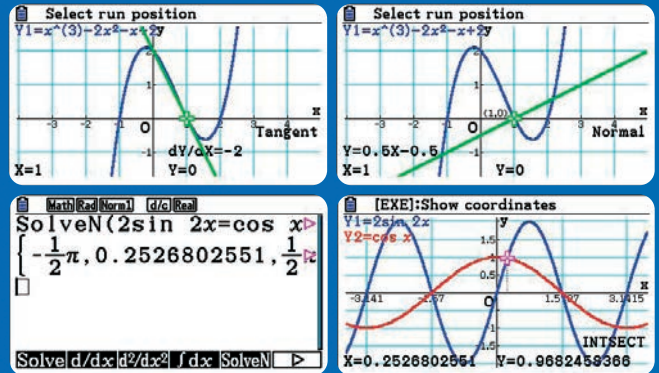 Select run position
Y1=x^(3)-2x²-x+2
y
1
-3 -2 -1 O 3 4
x
Tangent
-1
dY/dX=-2
X=1 Y=0
Select run position
Y1=x^(3)-2x²-x+2
y
1
(1,0)
-3 -2 -1 O 2 3 4
x
Normal
-1
Y=0.5X-0.5
X=1 Y=0
Math Rad Norm1 d/c Real
SolveN(2sin 2x=cos x
{-1/2π,0.2526802551,1/2
Solve d/dx d²/dx² ∫dx SolveN
[EXE]:Show coordinates
Y1=2sin 2x
Y2=cos x
y
1.5
1
0.5
x
-3.141 O 3.1415
INTSECT
X=0.2526802551 Y=0.9682458366